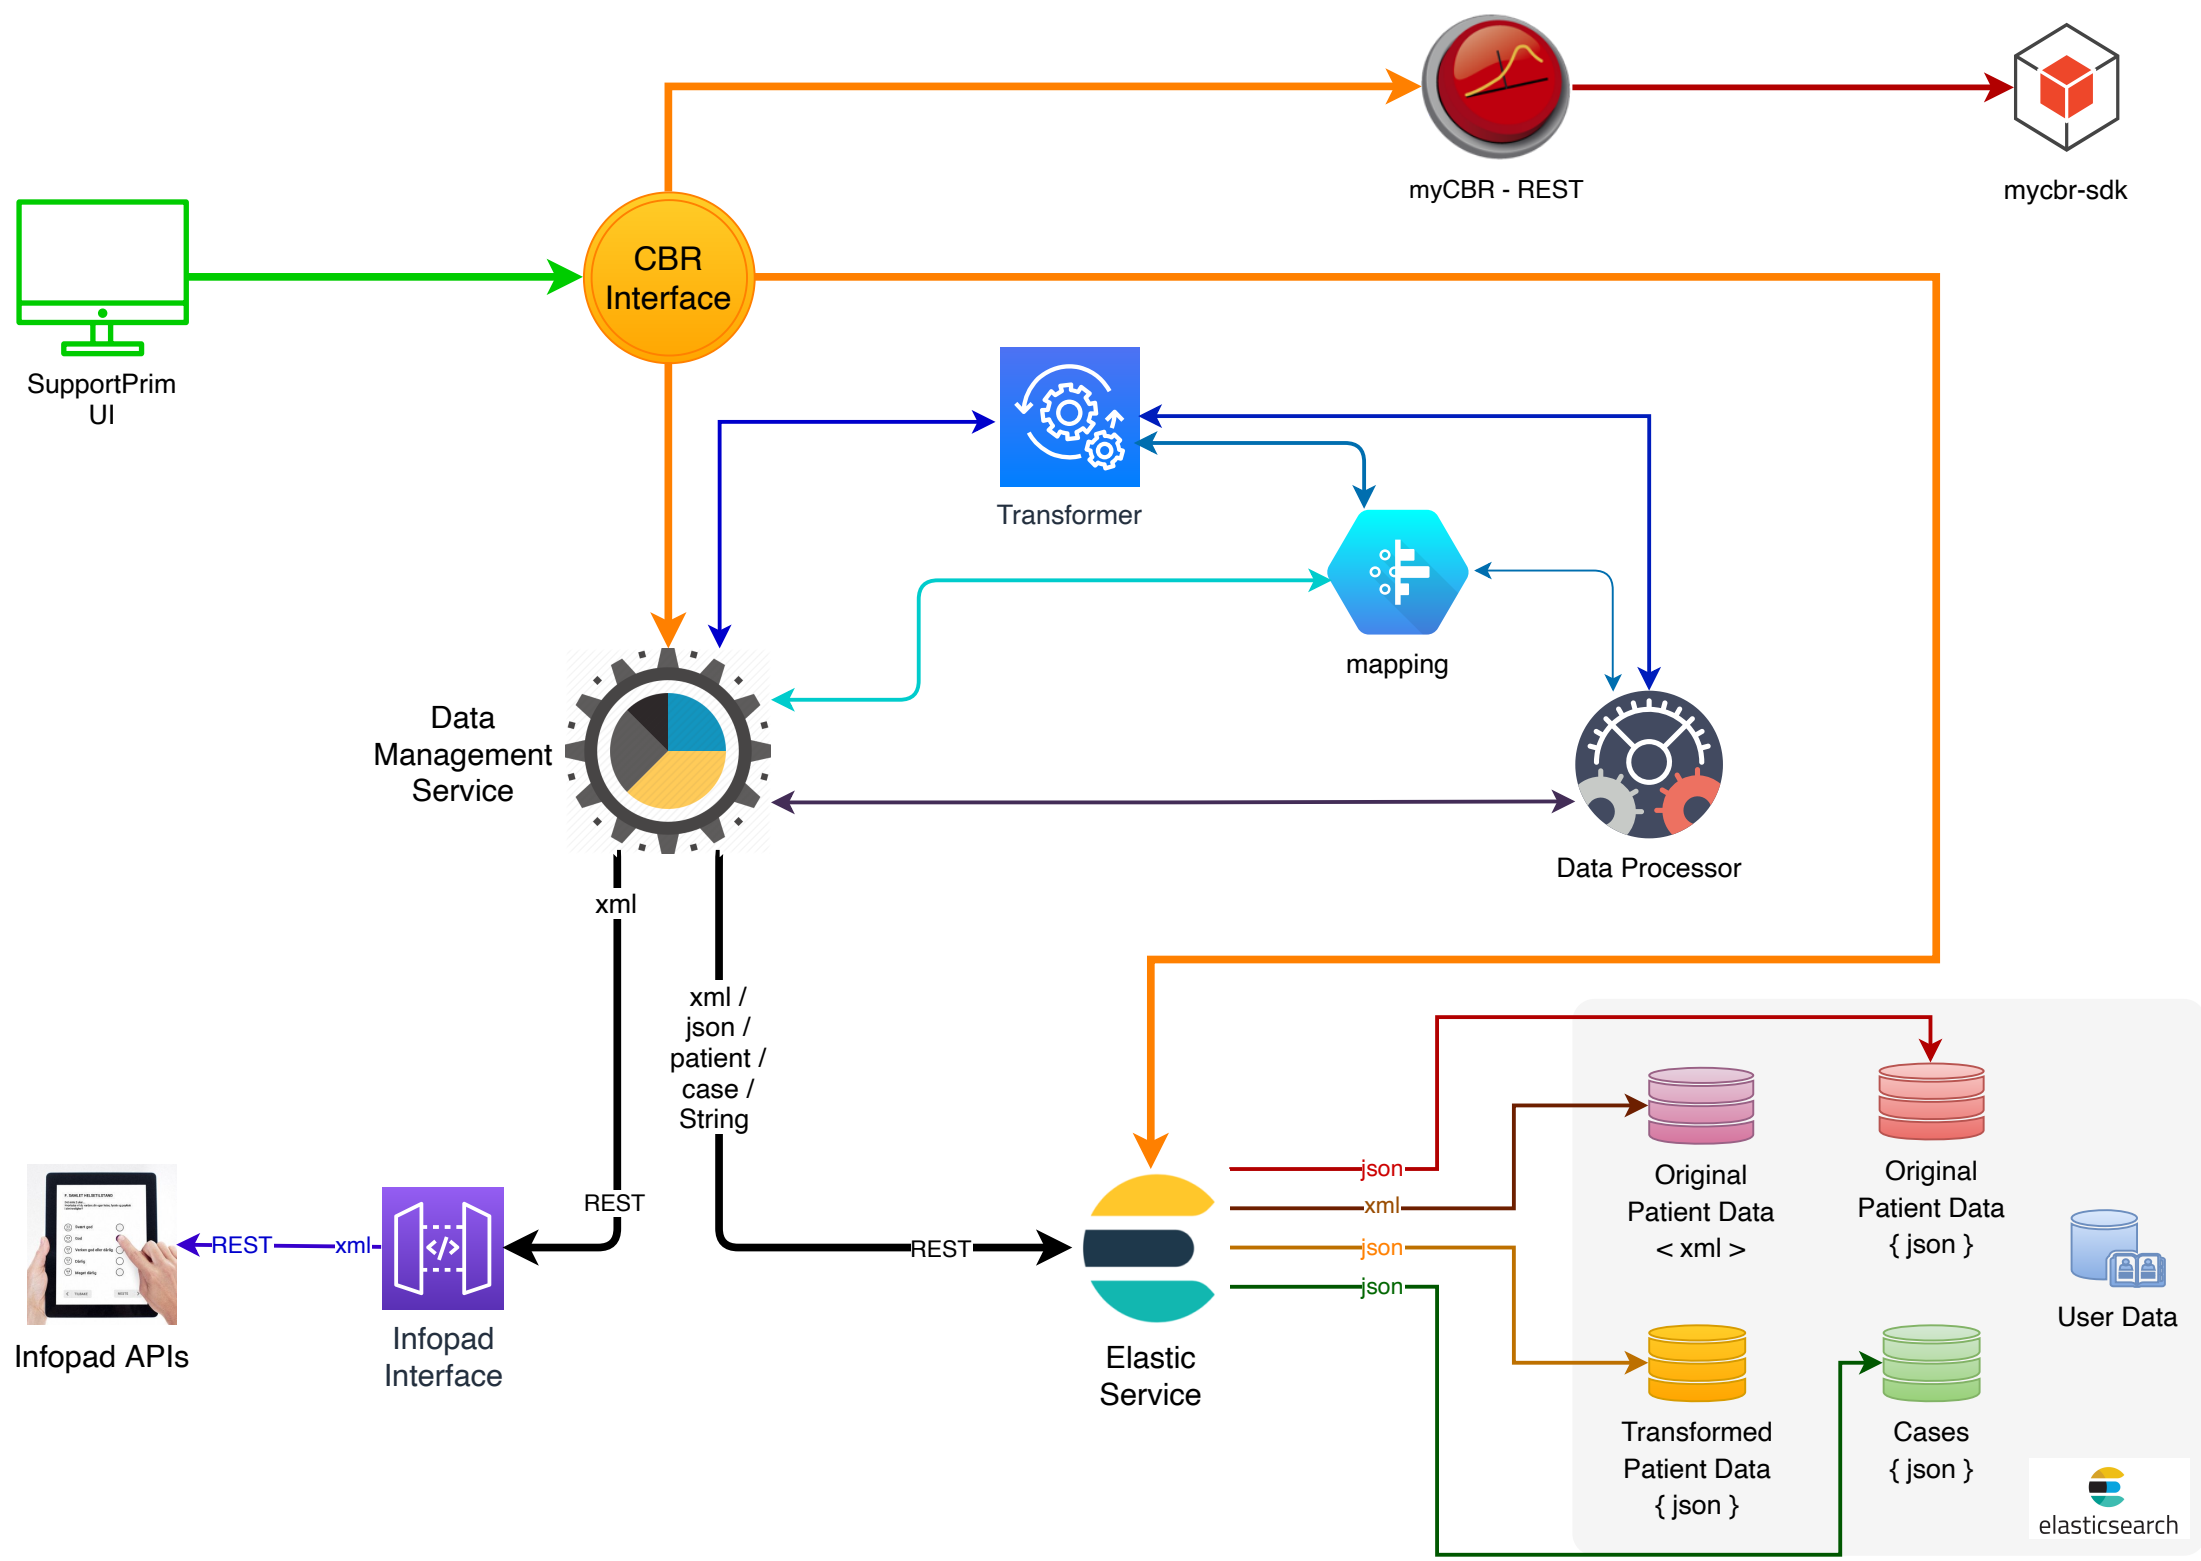 myCBR - REST
mycbr-sdk
CBR
Interface
SupportPrim
UI
Transformer
mapping
Data
Management
Service
Data Processor
xml
xml /
json /
patient /
case /
String
REST
REST
json
xml
json
json
Original
Patient Data
< xml >
Original
Patient Data
{ json }
User Data
REST
xml
Infopad APIs
Infopad
Interface
Elastic
Service
Transformed
Patient Data
{ json }
Cases
{ json }
elasticsearch